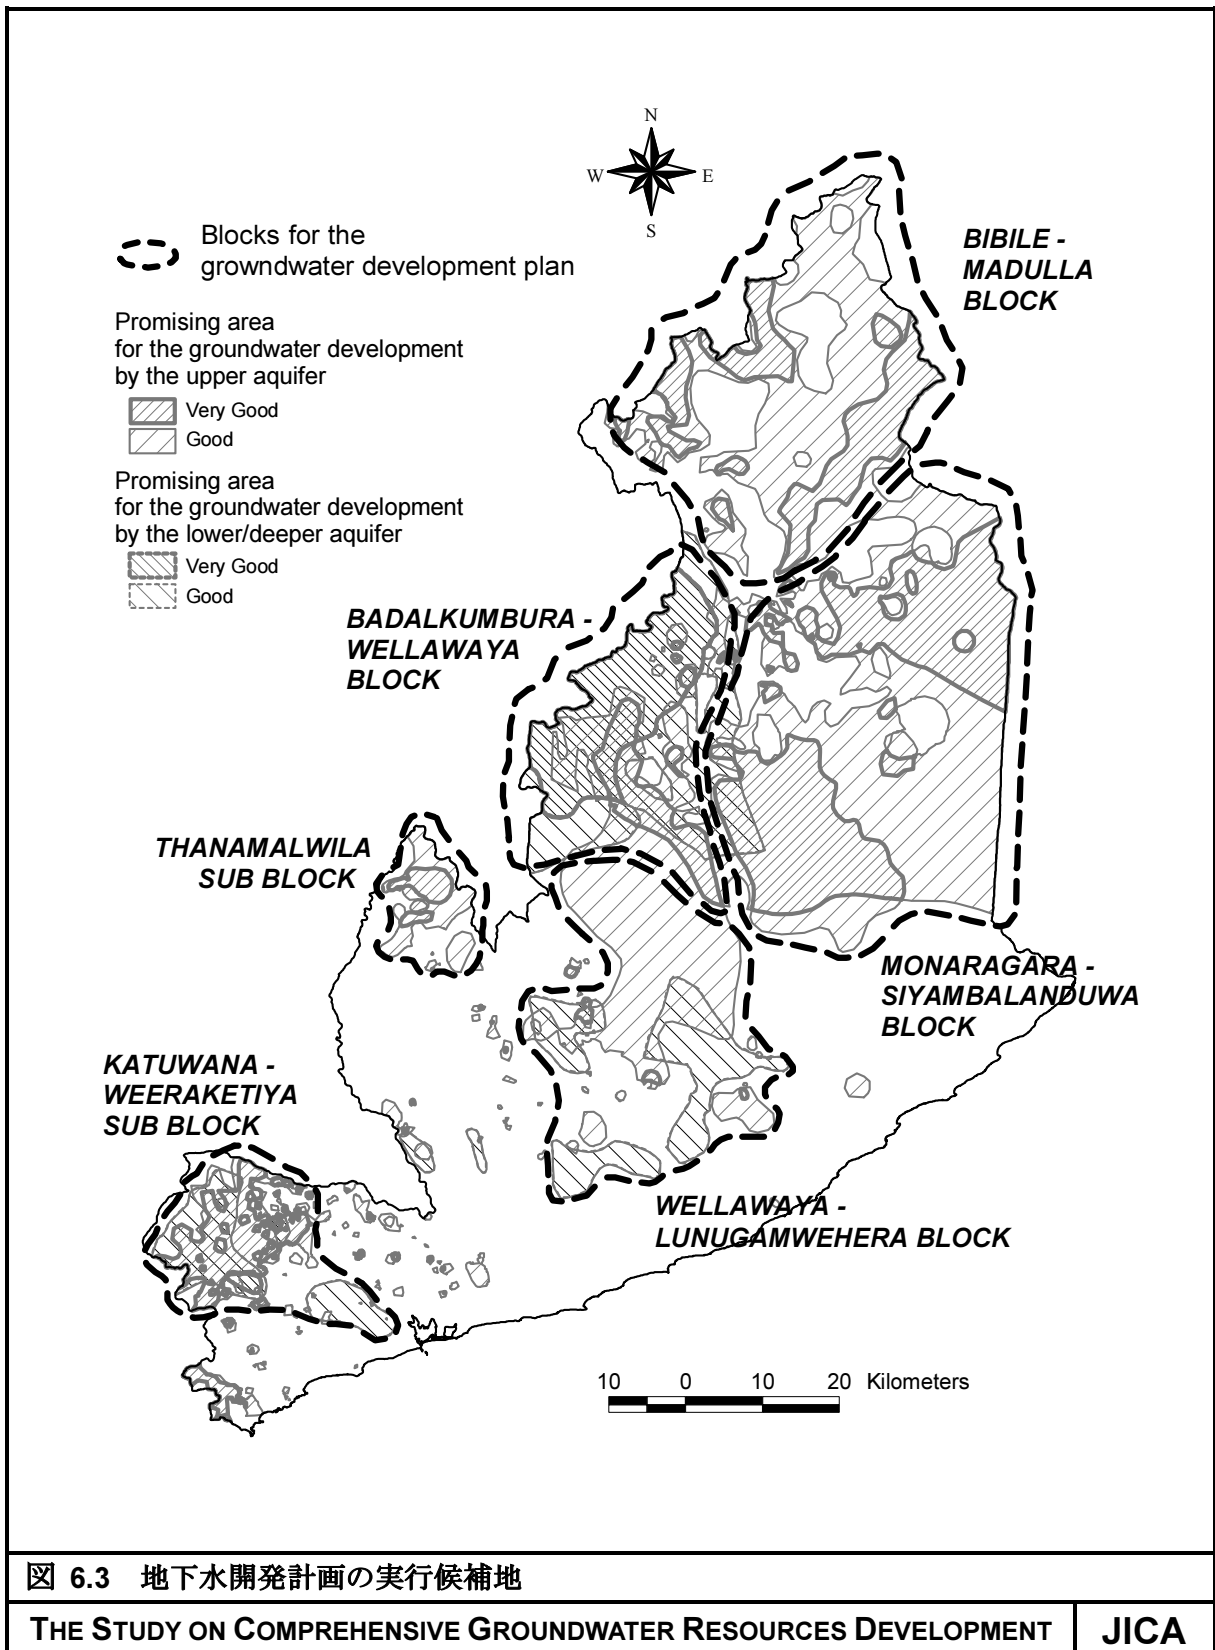 N
W
E
S
Blocks for the
growndwater development plan
Promising area
for the groundwater development
by the upper aquifer
Very Good
Good
Promising area
for the groundwater development
by the lower/deeper aquifer
Very Good
Good
BIBILE -
MADULLA
BLOCK
BADALKUMBURA -
WELLAWAYA
BLOCK
THANAMALWILA
SUB BLOCK
MONARAGARA -
SIYAMBALANDUWA
BLOCK
KATUWANA -
WEERAKETIYA
SUB BLOCK
WELLAWAYA -
LUNUGAMWEHERA BLOCK
10 0 10 20 Kilometers
図 6.3 地下水開発計画の実行候補地
THE STUDY ON COMPREHENSIVE GROUNDWATER RESOURCES DEVELOPMENT
JICA